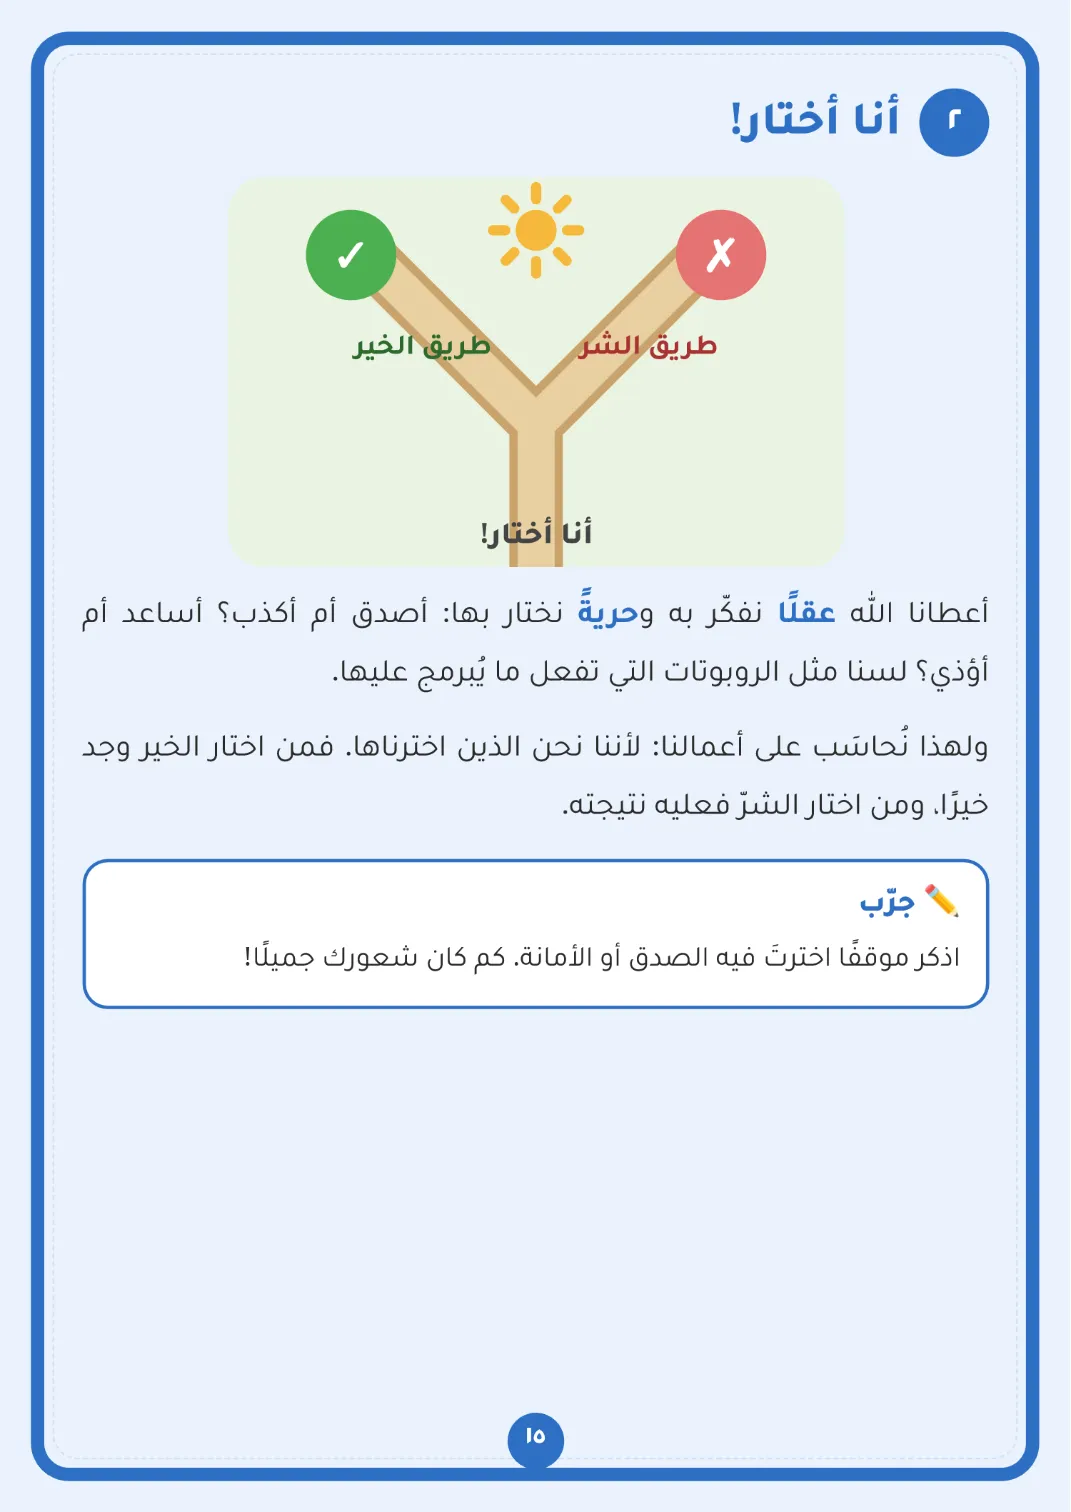 ٢
أنا أختار!
✗
✓
طريق الشر
طريق الخير
أنا أختار!
أعطانا الله عقلًا نفكّر به وحريةً نختار بها: أصدق أم أكذب؟ أساعد أم
أؤذي؟ لسنا مثل الروبوتات التي تفعل ما يُبرمج عليها.
ولهذا نُحاسَب على أعمالنا: لأننا نحن الذين اخترناها. فمن اختار الخير وجد
خيرًا، ومن اختار الشرّ فعليه نتيجته.
✏️ جرّب
اذكر موقفًا اخترتَ فيه الصدق أو الأمانة. كم كان شعورك جميلًا!
١٥